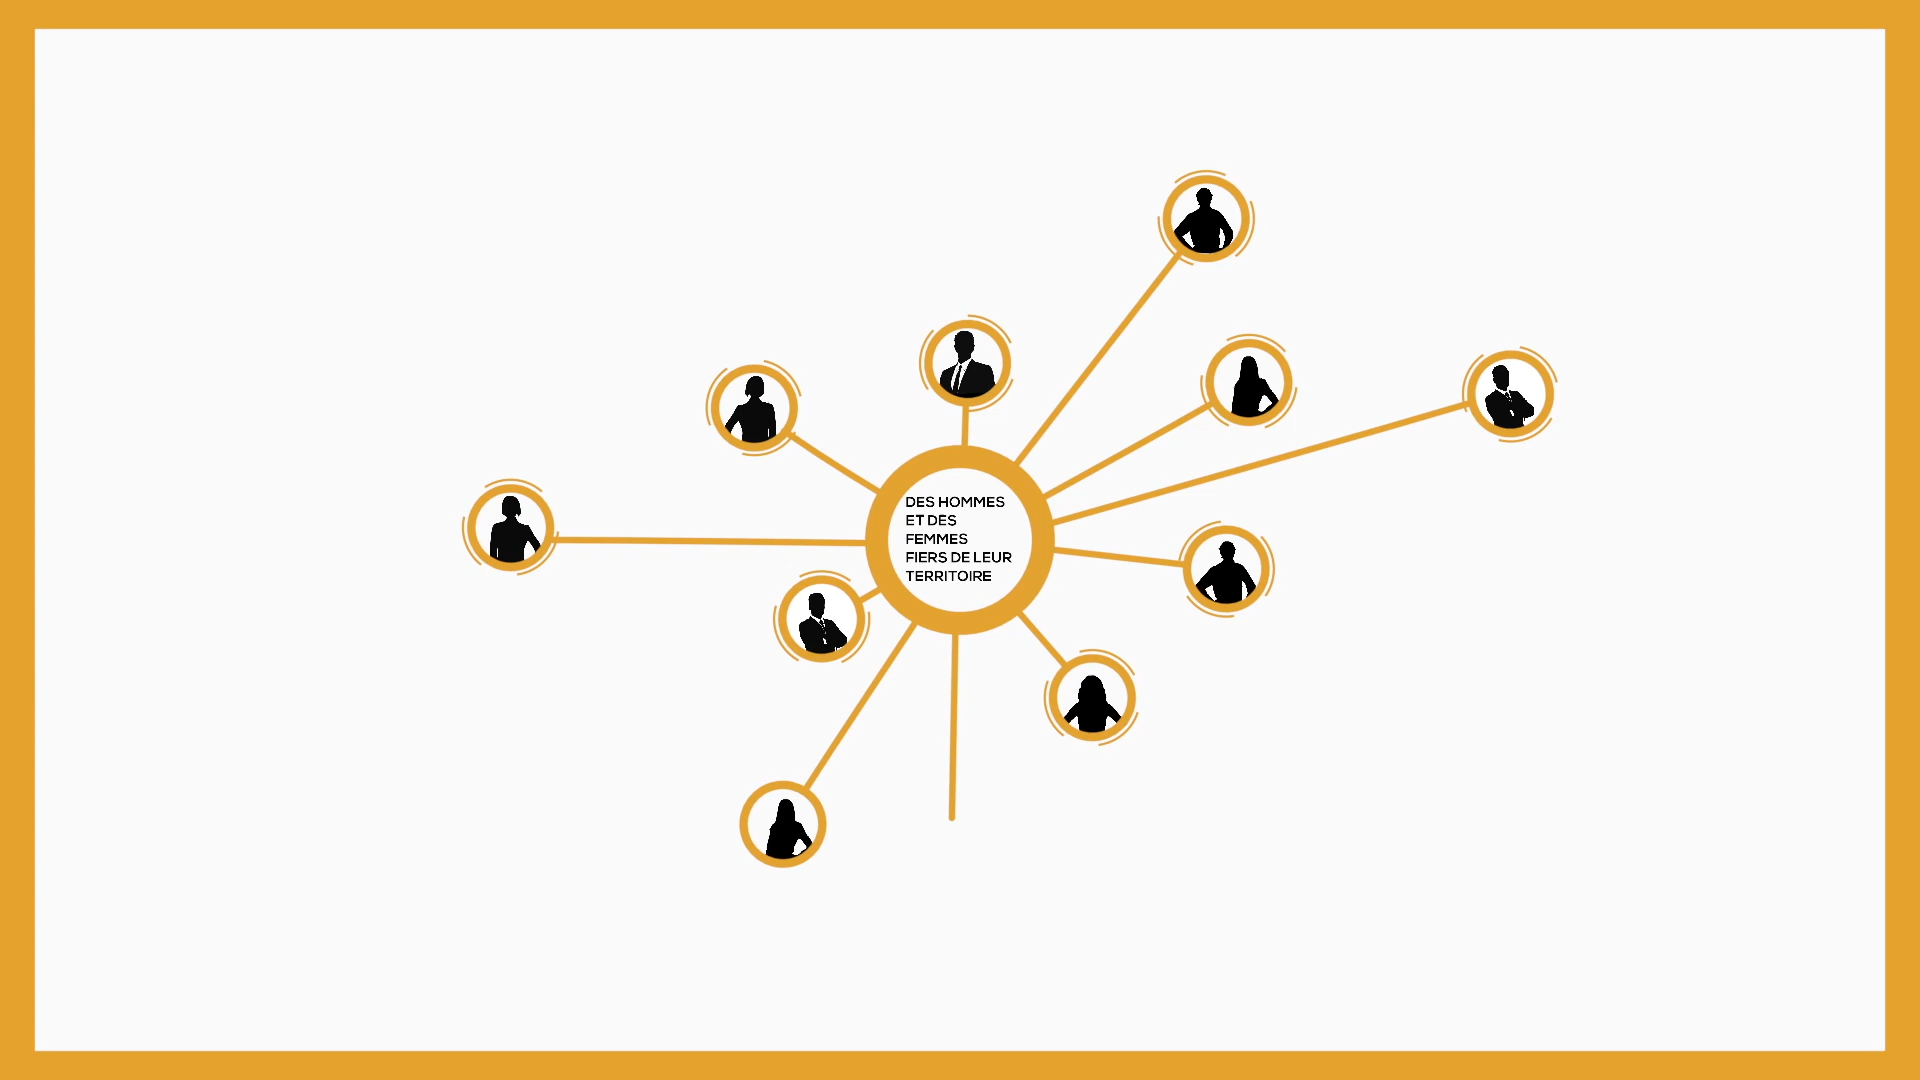 DES HOMMES
ET DES
FEMMES
FIERS DE LEUR
TERRITOIRE